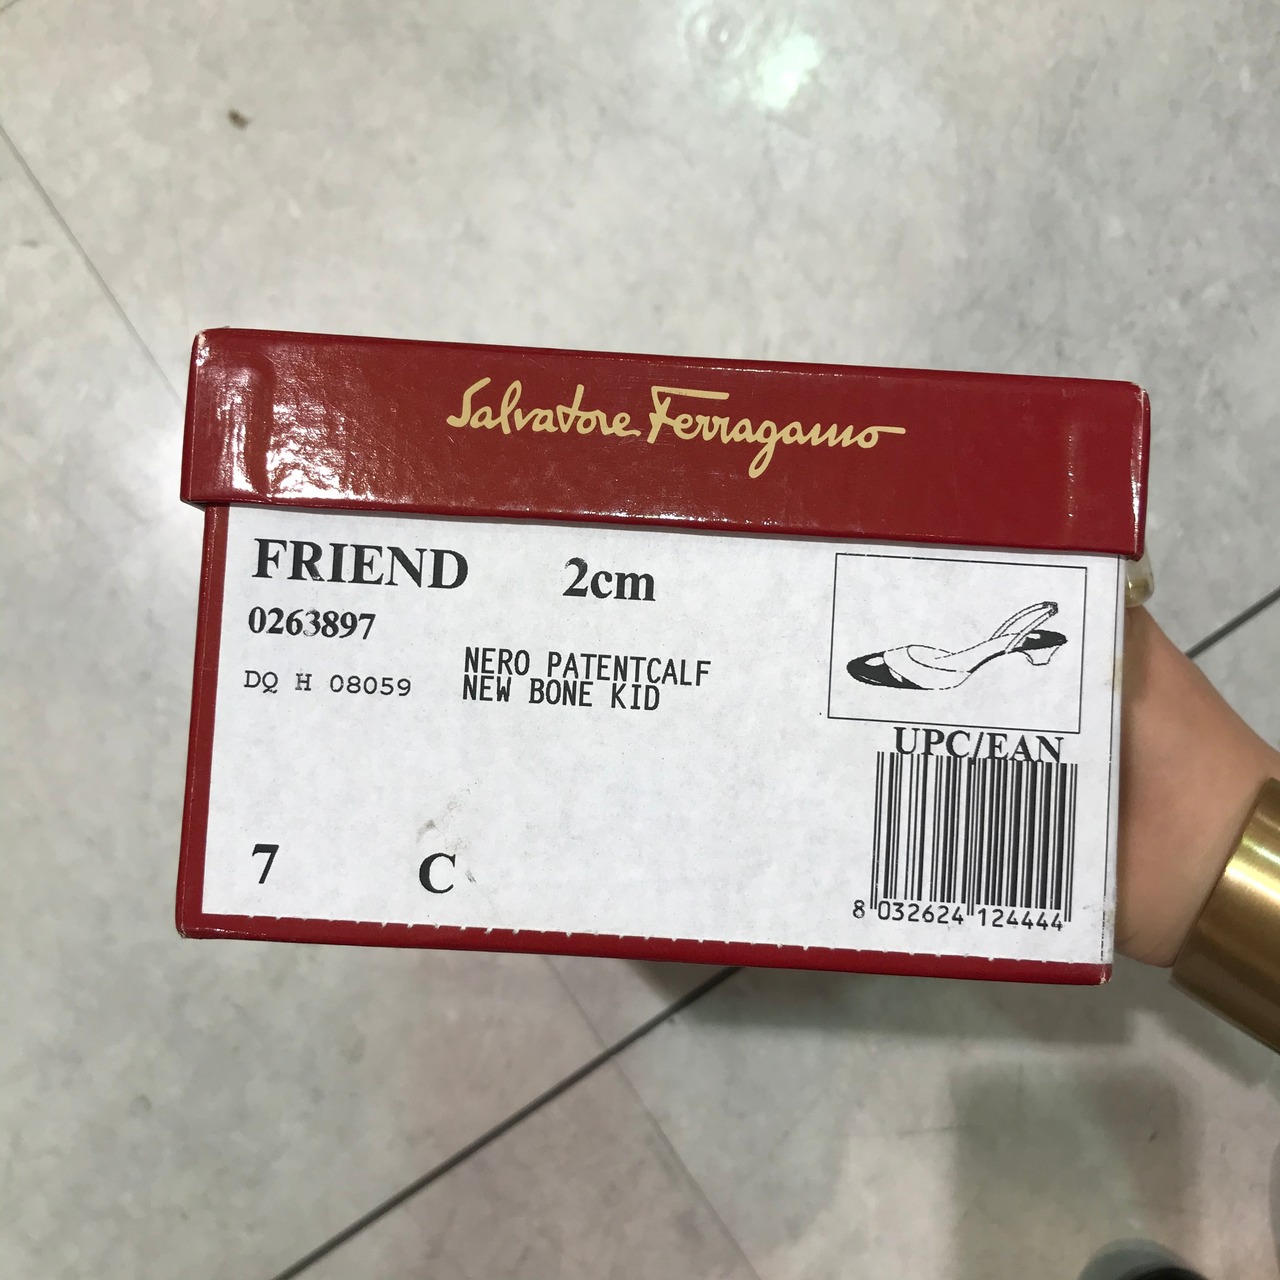 Salvatore Ferragamo
FRIEND 2cm
0263897
DQ H 08059
NERO PATENTCALF
NEW BONE KID
UPC/EAN
7 C
8 032624 124444